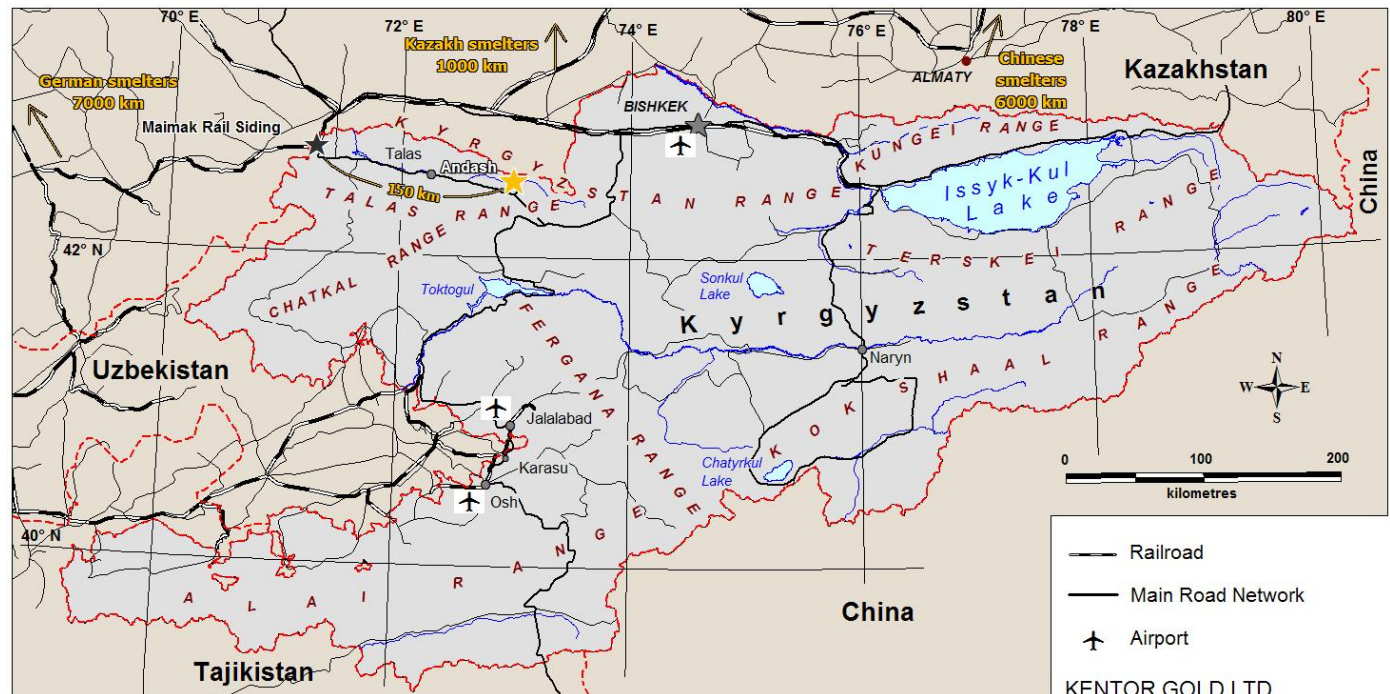 70° E
72° E
74° E
76° E
78° E
80° E
German smelters
7000 km
Kazakh smelters
1000 km
Chinese
smelters
6000 km
ALMATY
Kazakhstan
BISHKEK
Maimak Rail Siding
Talas
Andash
150 km
KYRGYZSTAN RANGE
KUNGEI RANGE
TALAS RANGE
Issyk-Kul
Lake
China
42° N
CHATKAL RANGE
TERSKEI RANGE
Toktogul
Sonkul
Lake
Kyrgyzstan
FERGANA RANGE
Naryn
Uzbekistan
KOKSHAAL RANGE
N
W
E
S
Jalalabad
Karasu
Osh
Chatyrkul
Lake
0
100
200
kilometres
40° N
ALAI RANGE
China
Tajikistan
Railroad
Main Road Network
Airport
KENTOR GOLD LTD